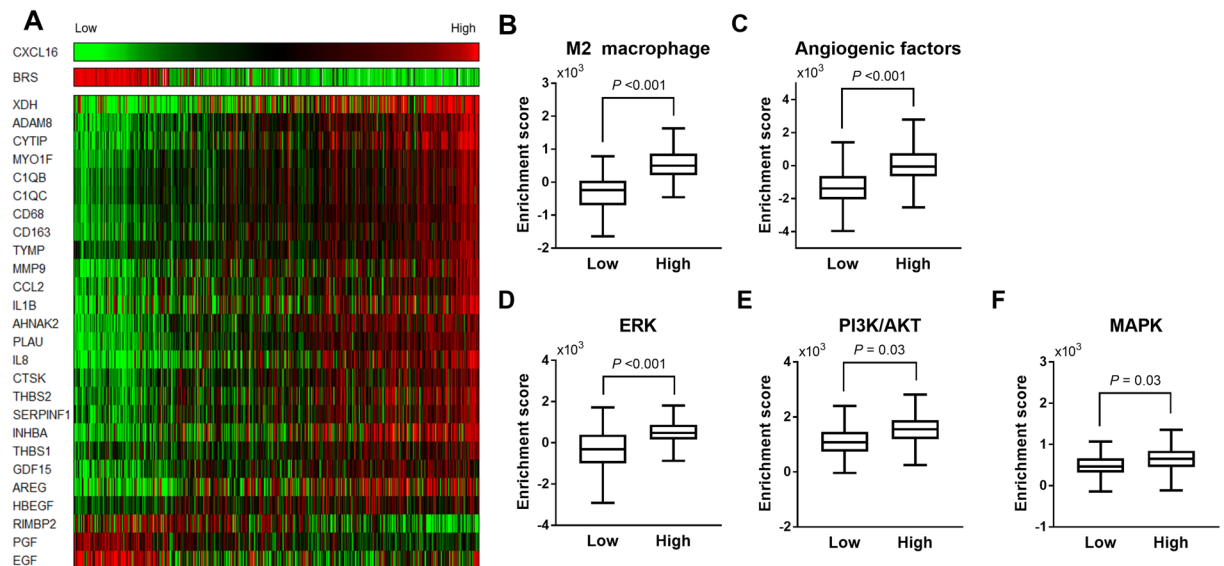 A
Low High
CXCL16
BRS
XDH
ADAM8
CYTIP
MYO1F
C1QB
C1QC
CD68
CD163
TYMP
MMP9
CCL2
IL1B
AHNAK2
PLAU
IL8
CTSK
THBS2
SERPINF1
INHBA
THBS1
GDF15
AREG
HBEGF
RIMBP2
PGF
EGF
B
M2 macrophage
x10³
P <0.001
Enrichment score
3
2
1
0
-1
-2
Low High
C
Angiogenic factors
x10³
P <0.001
Enrichment score
4
2
0
-2
-4
Low High
D
ERK
x10³
P <0.001
Enrichment score
4
2
0
-2
-4
Low High
E
PI3K/AKT
x10³
P = 0.03
Enrichment score
4
2
0
-2
Low High
F
MAPK
x10³
P = 0.03
Enrichment score
3
2
1
0
-1
Low High